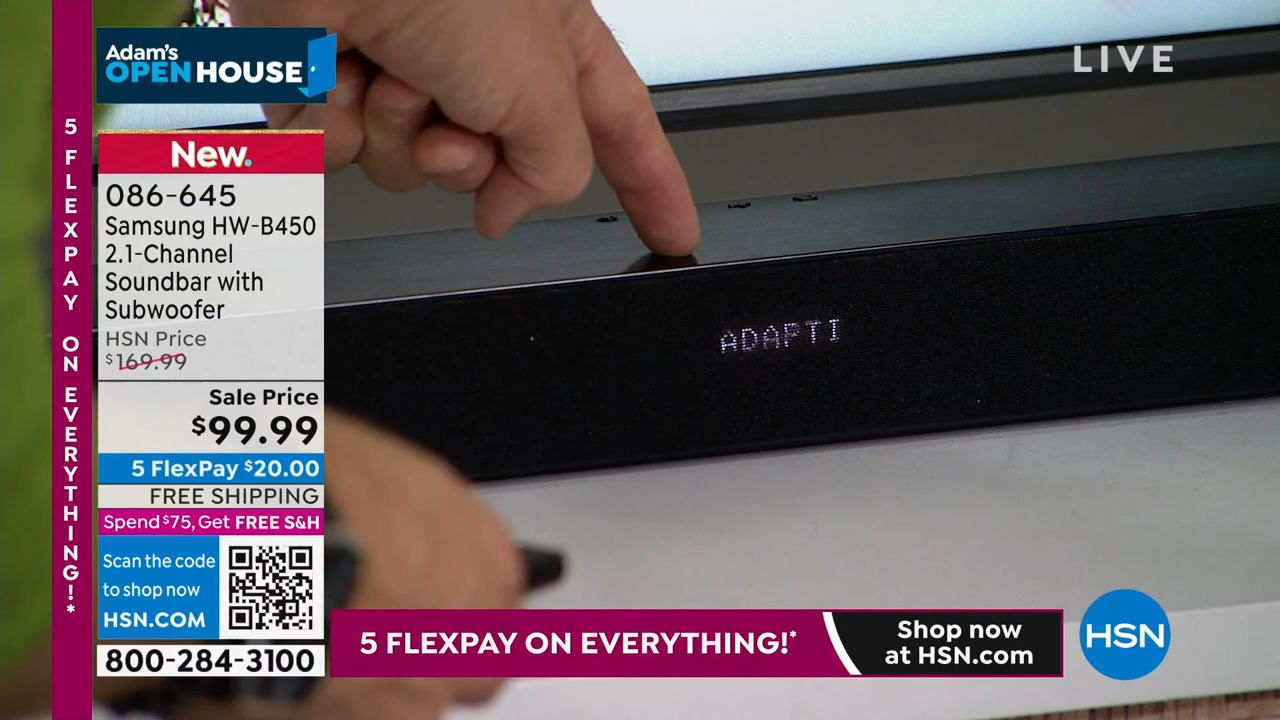 Adam's
OPEN HOUSE
LIVE
5 FLEXPAY ON EVERYTHING!*
New.
086-645
Samsung HW-B450
2.1-Channel
Soundbar with
Subwoofer
HSN Price
$169.99
Sale Price
$99.99
5 FlexPay $20.00
FREE SHIPPING
Spend $75, Get FREE S&H
Scan the code
to shop now
HSN.COM
800-284-3100
ADAPTI
5 FLEXPAY ON EVERYTHING!*
Shop now
at HSN.com
HSN